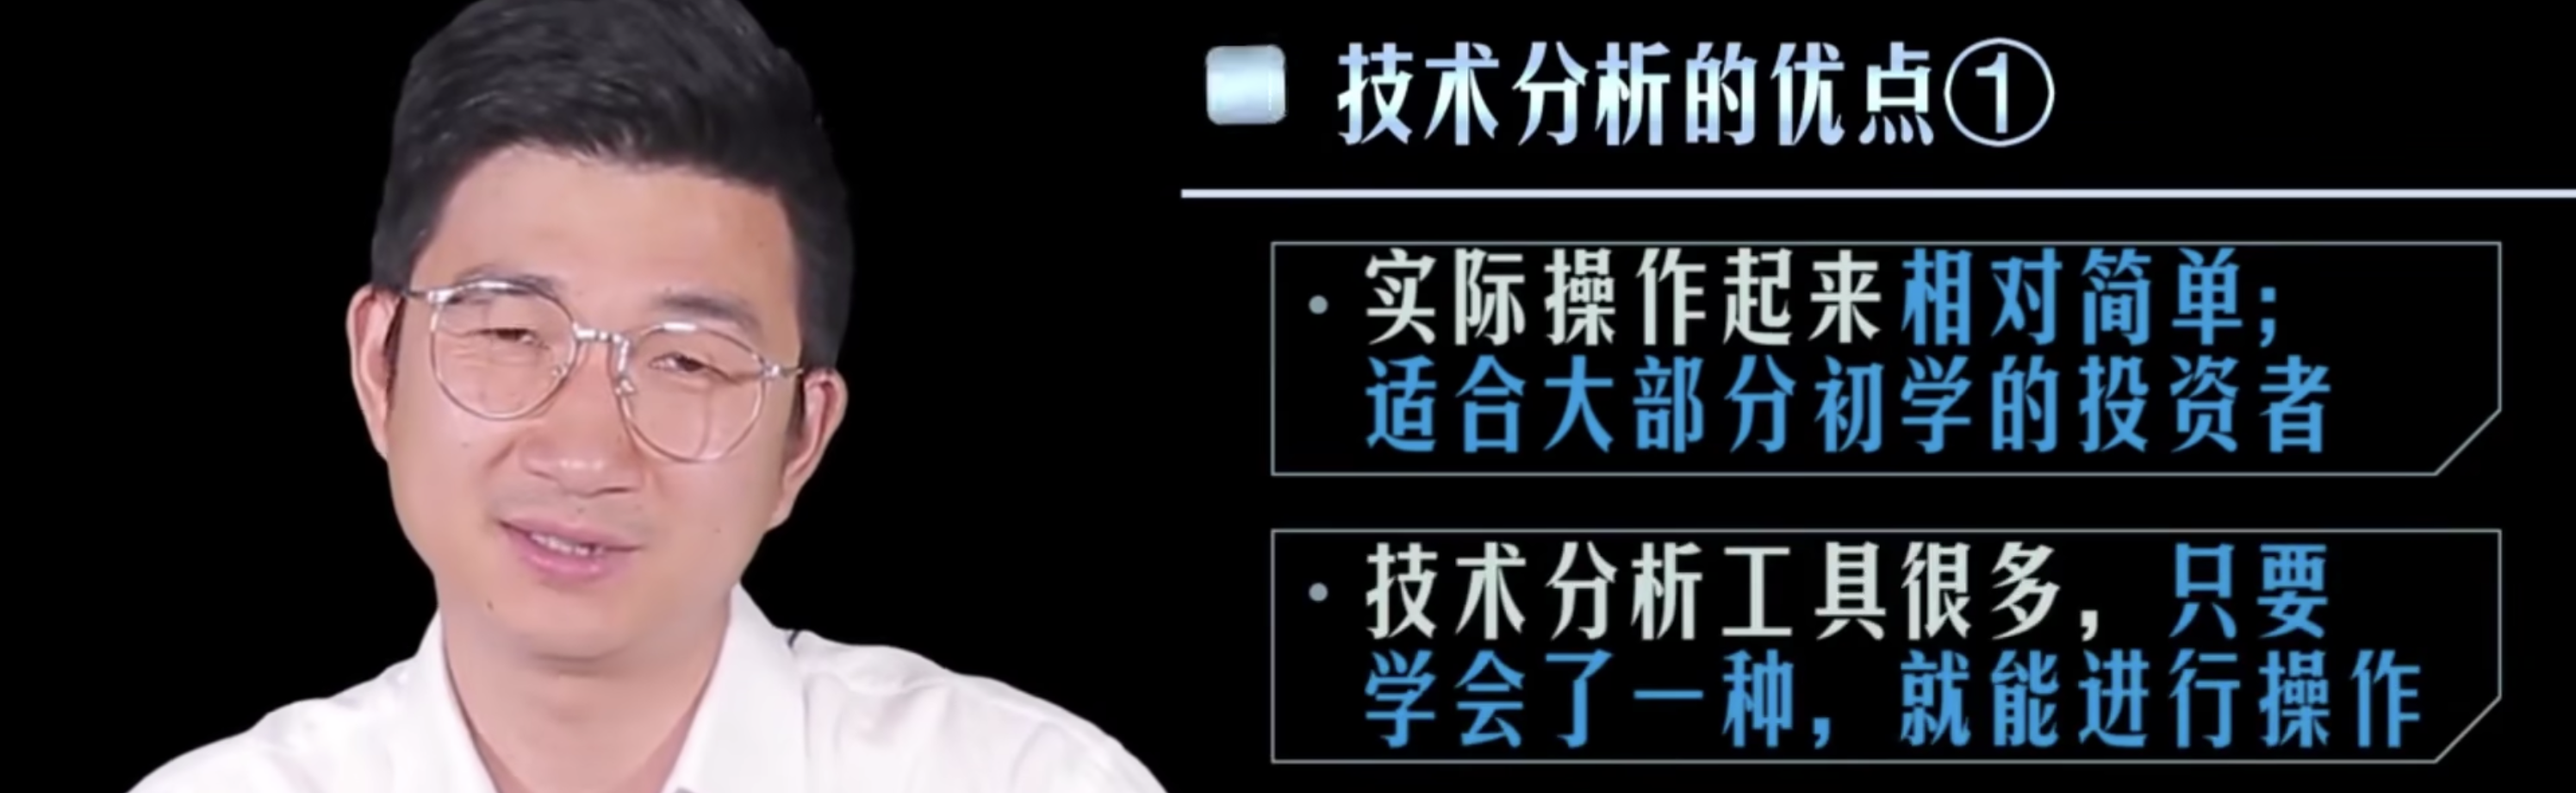 技术分析的优点①
实际操作起来相对简单;
适合大部分初学的投资者
技术分析工具很多，只要
学会了一种，就能进行操作